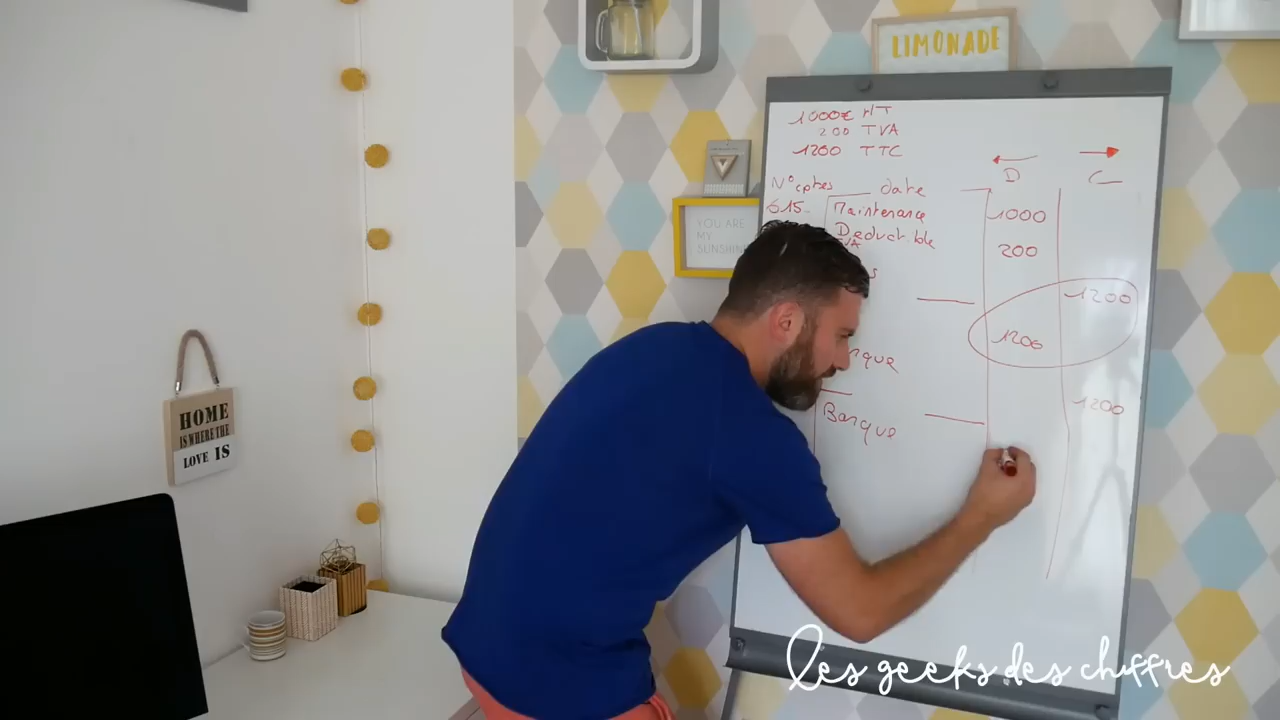 LIMONADE
1000€ HT
200 TVA
1200 TTC
D C
N° cptes date
615 Maintenance 1000
Deductible 200
1200
1200
1200
Banque
YOU ARE
MY
SUNSHINE
HOME
IS WHERE THE
LOVE IS
les geeks des chiffres